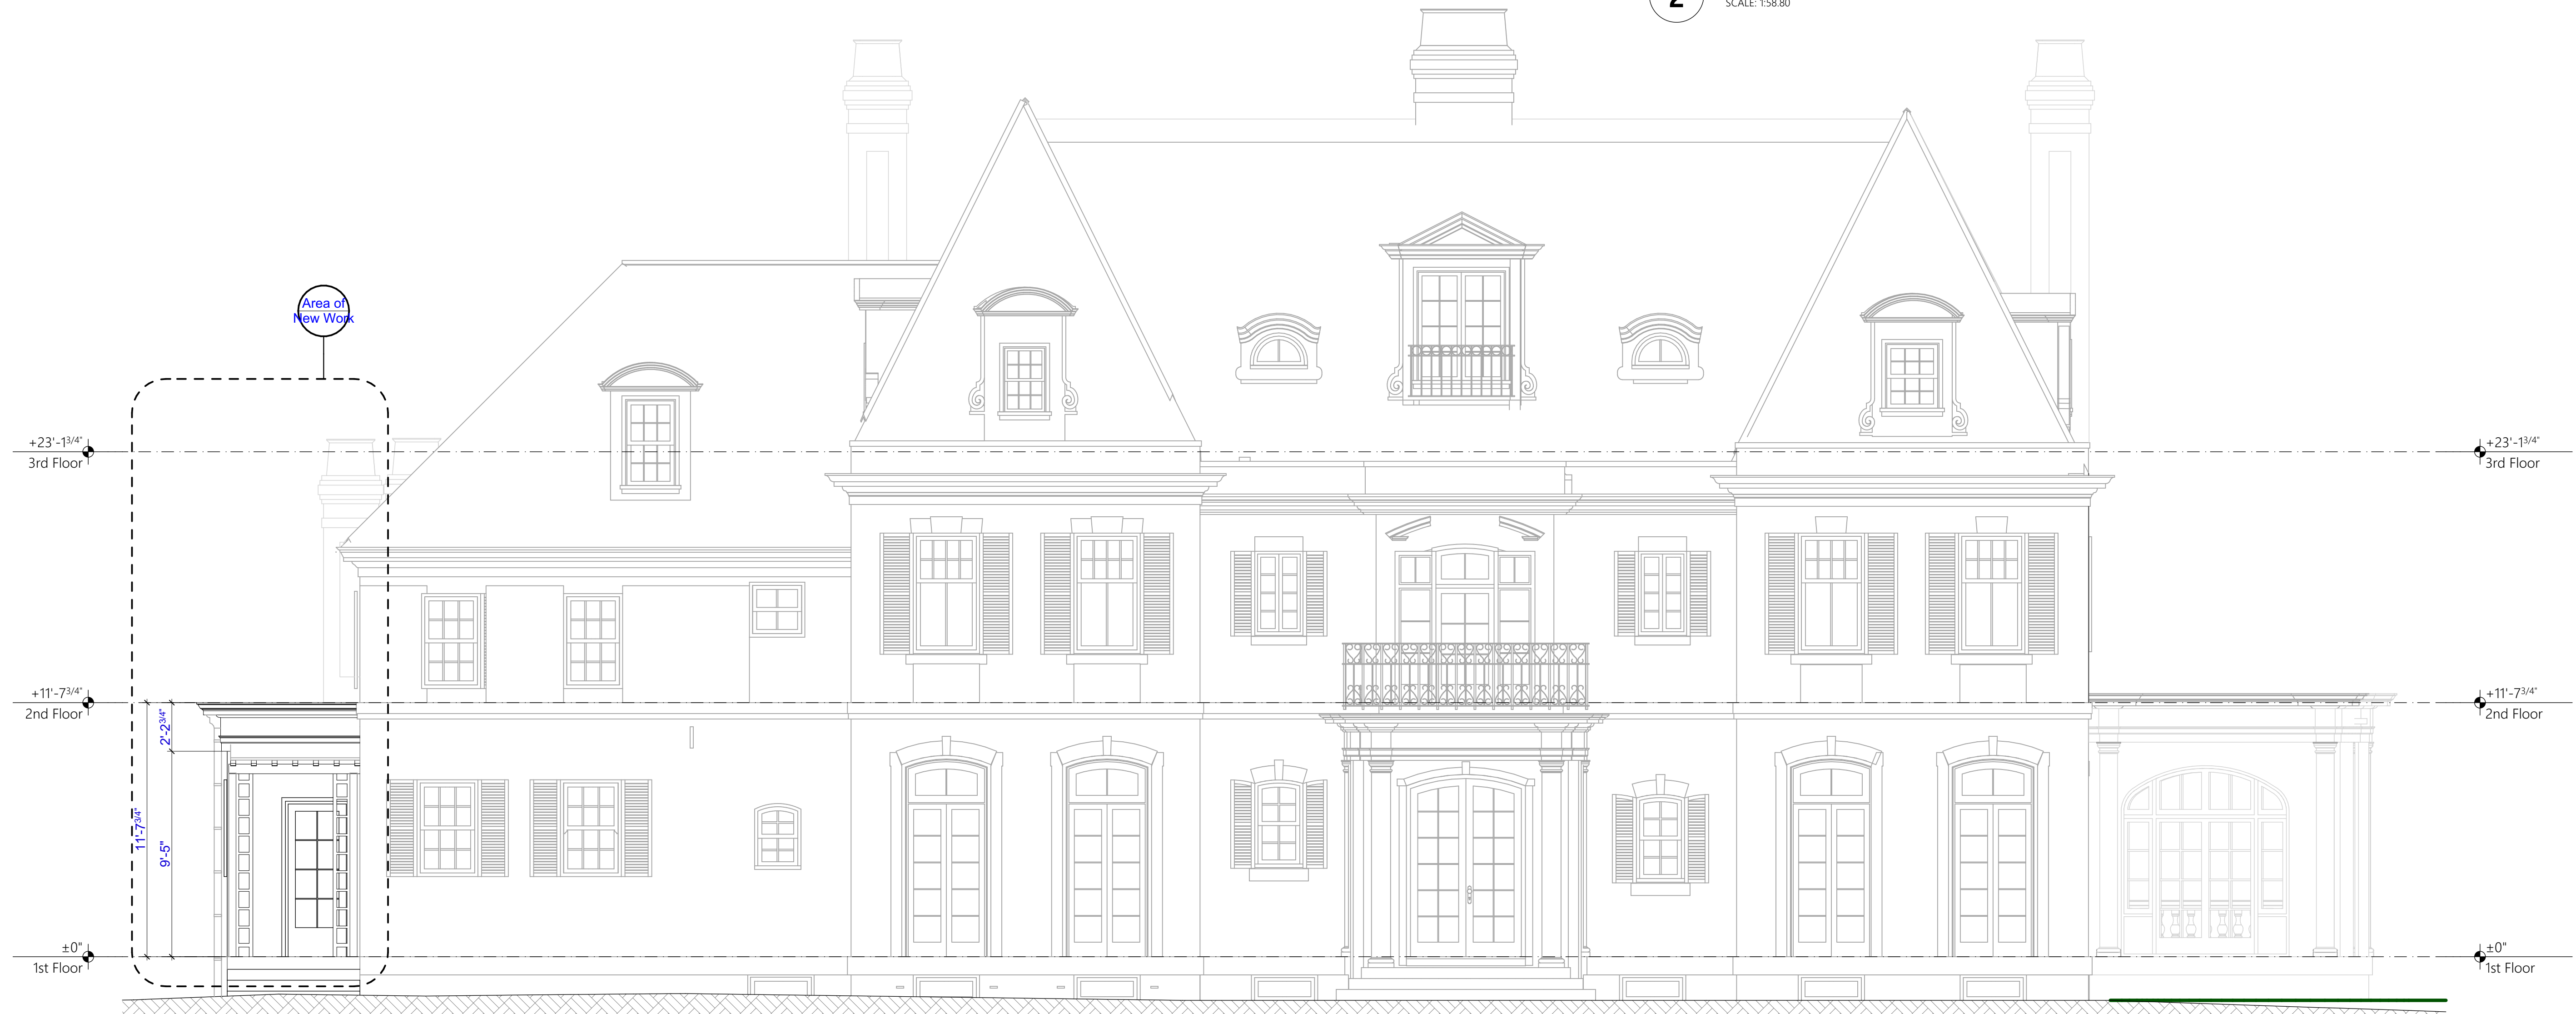 2
SCALE: 1:58.80
Area of
New Work
+23'-1 3/4"
3rd Floor
+23'-1 3/4"
3rd Floor
+11'-7 3/4"
2nd Floor
+11'-7 3/4"
2nd Floor
2'-2 3/4"
11'-7 3/4"
9'-5"
±0"
1st Floor
±0"
1st Floor